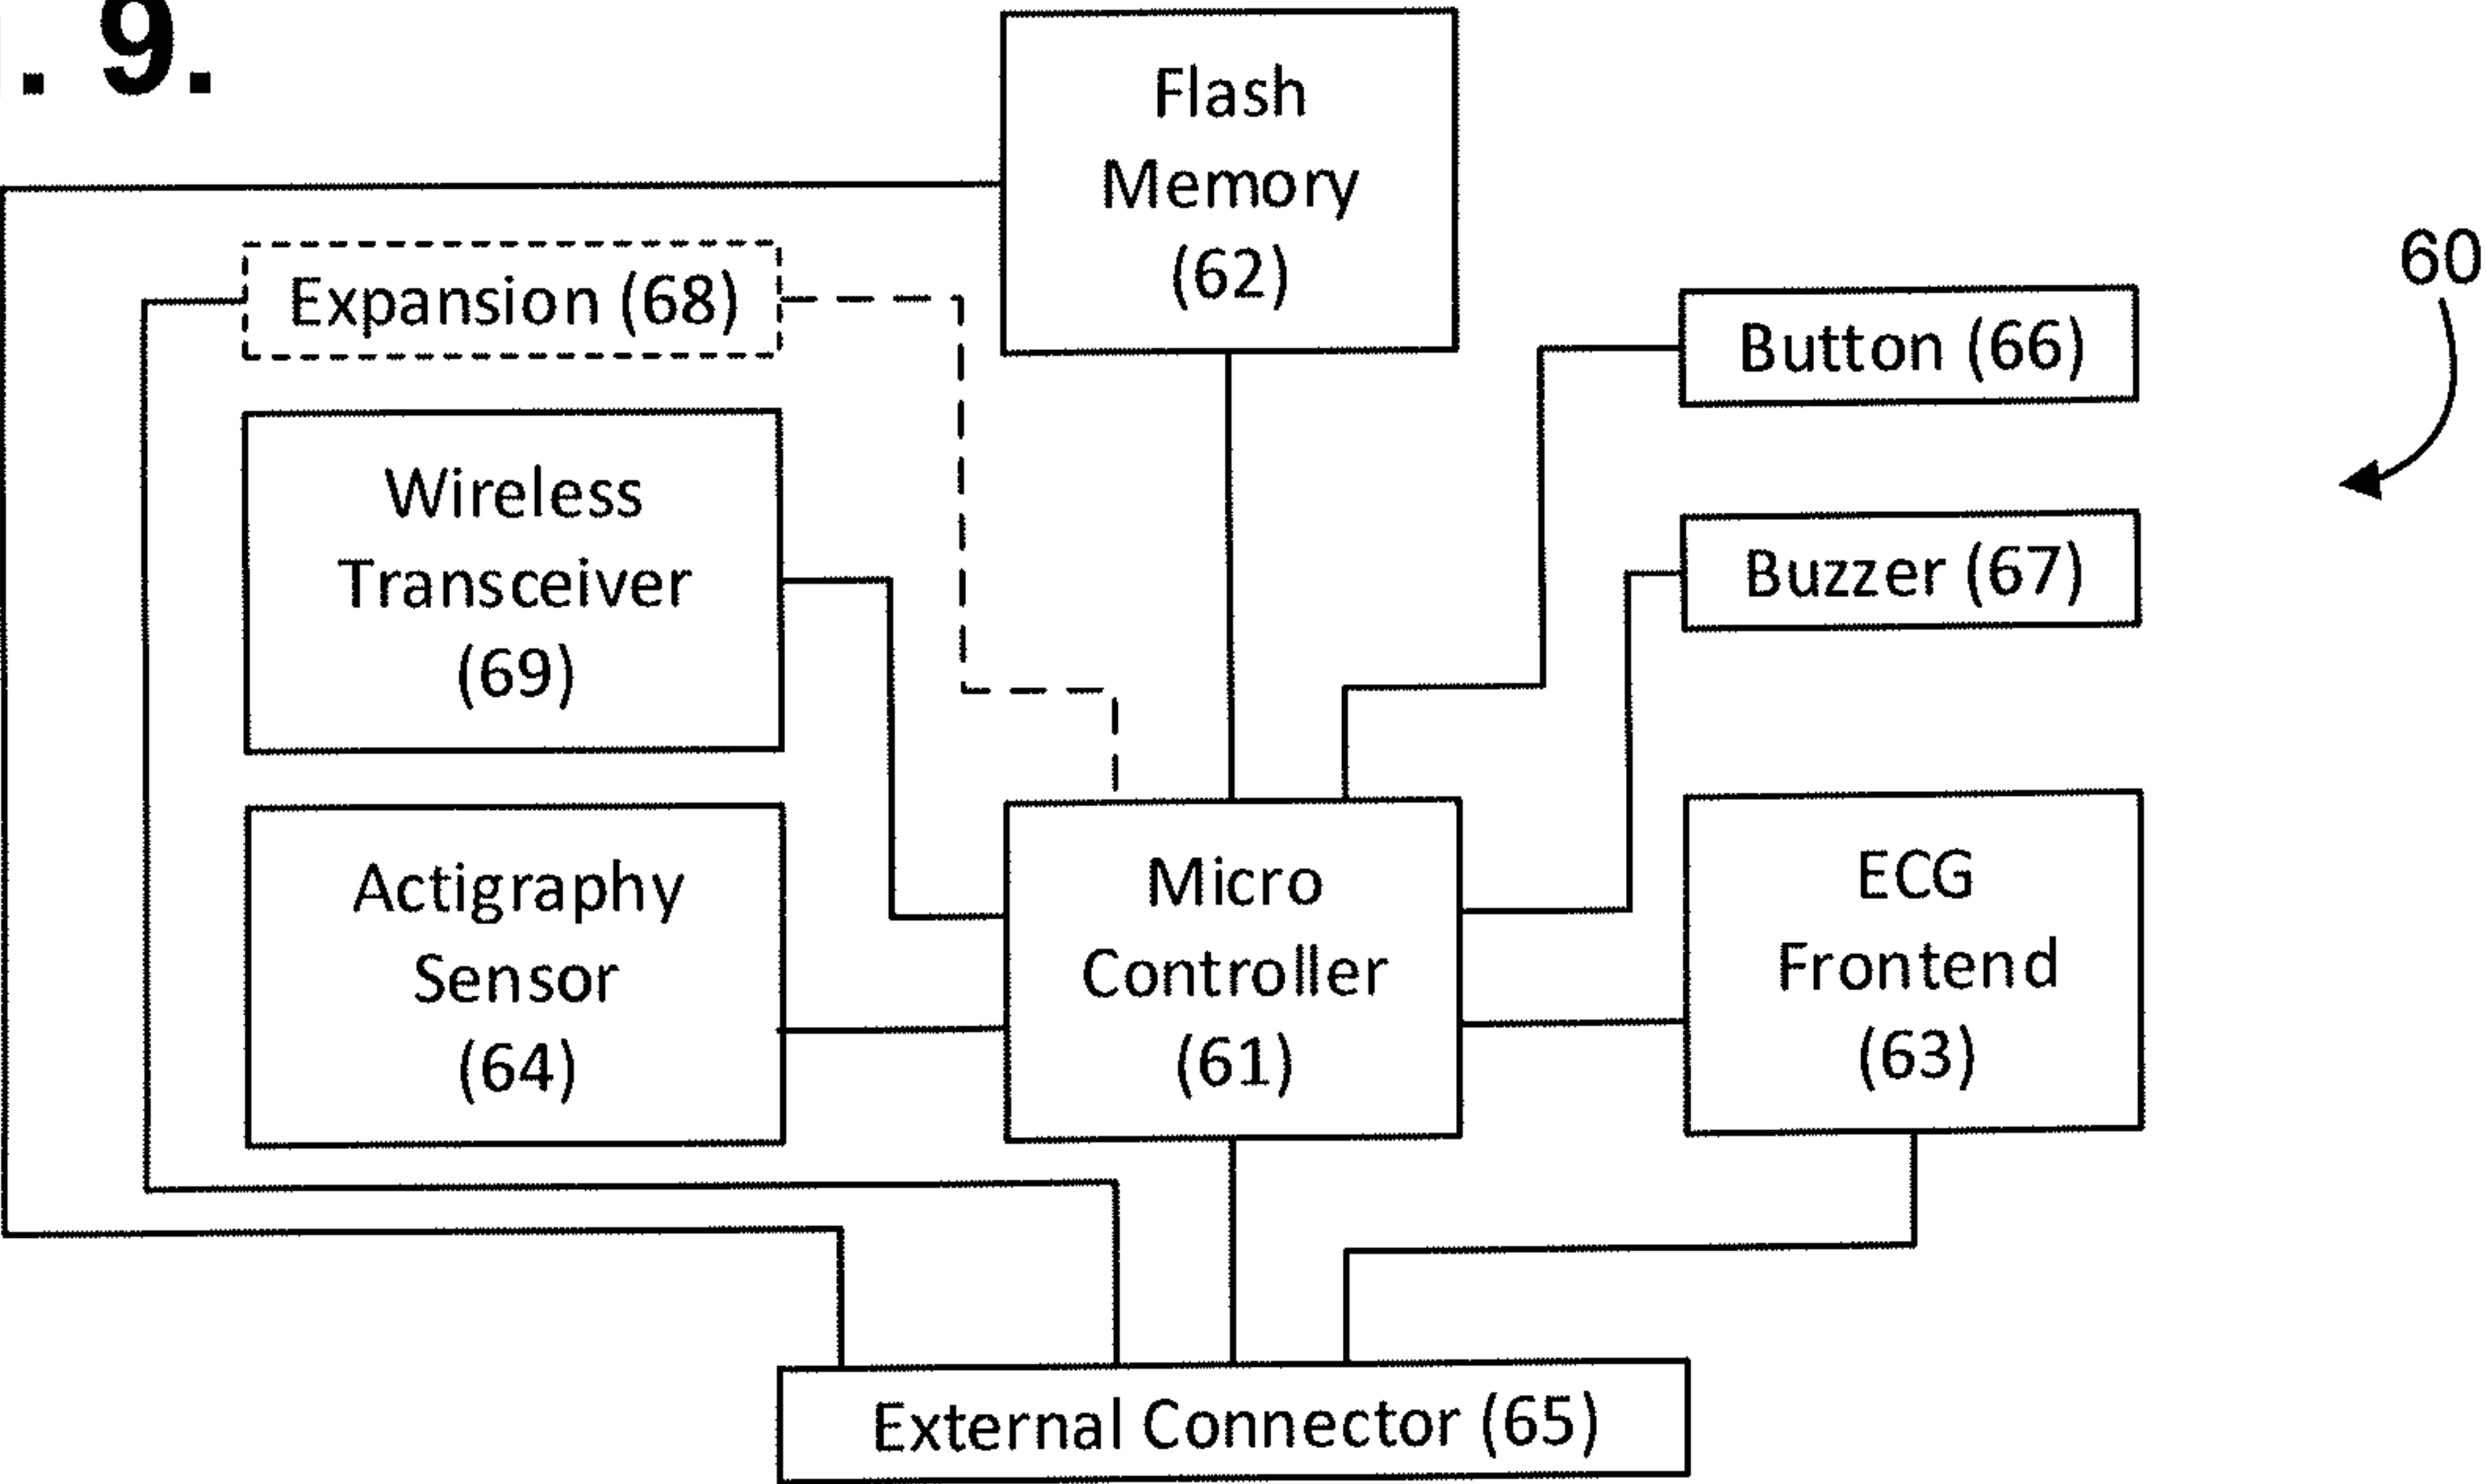 . 9.
Flash
Memory
(62)
Expansion (68)
60
Button (66)
Wireless
Transceiver
(69)
Buzzer (67)
Actigraphy
Sensor
(64)
Micro
Controller
(61)
ECG
Frontend
(63)
External Connector (65)